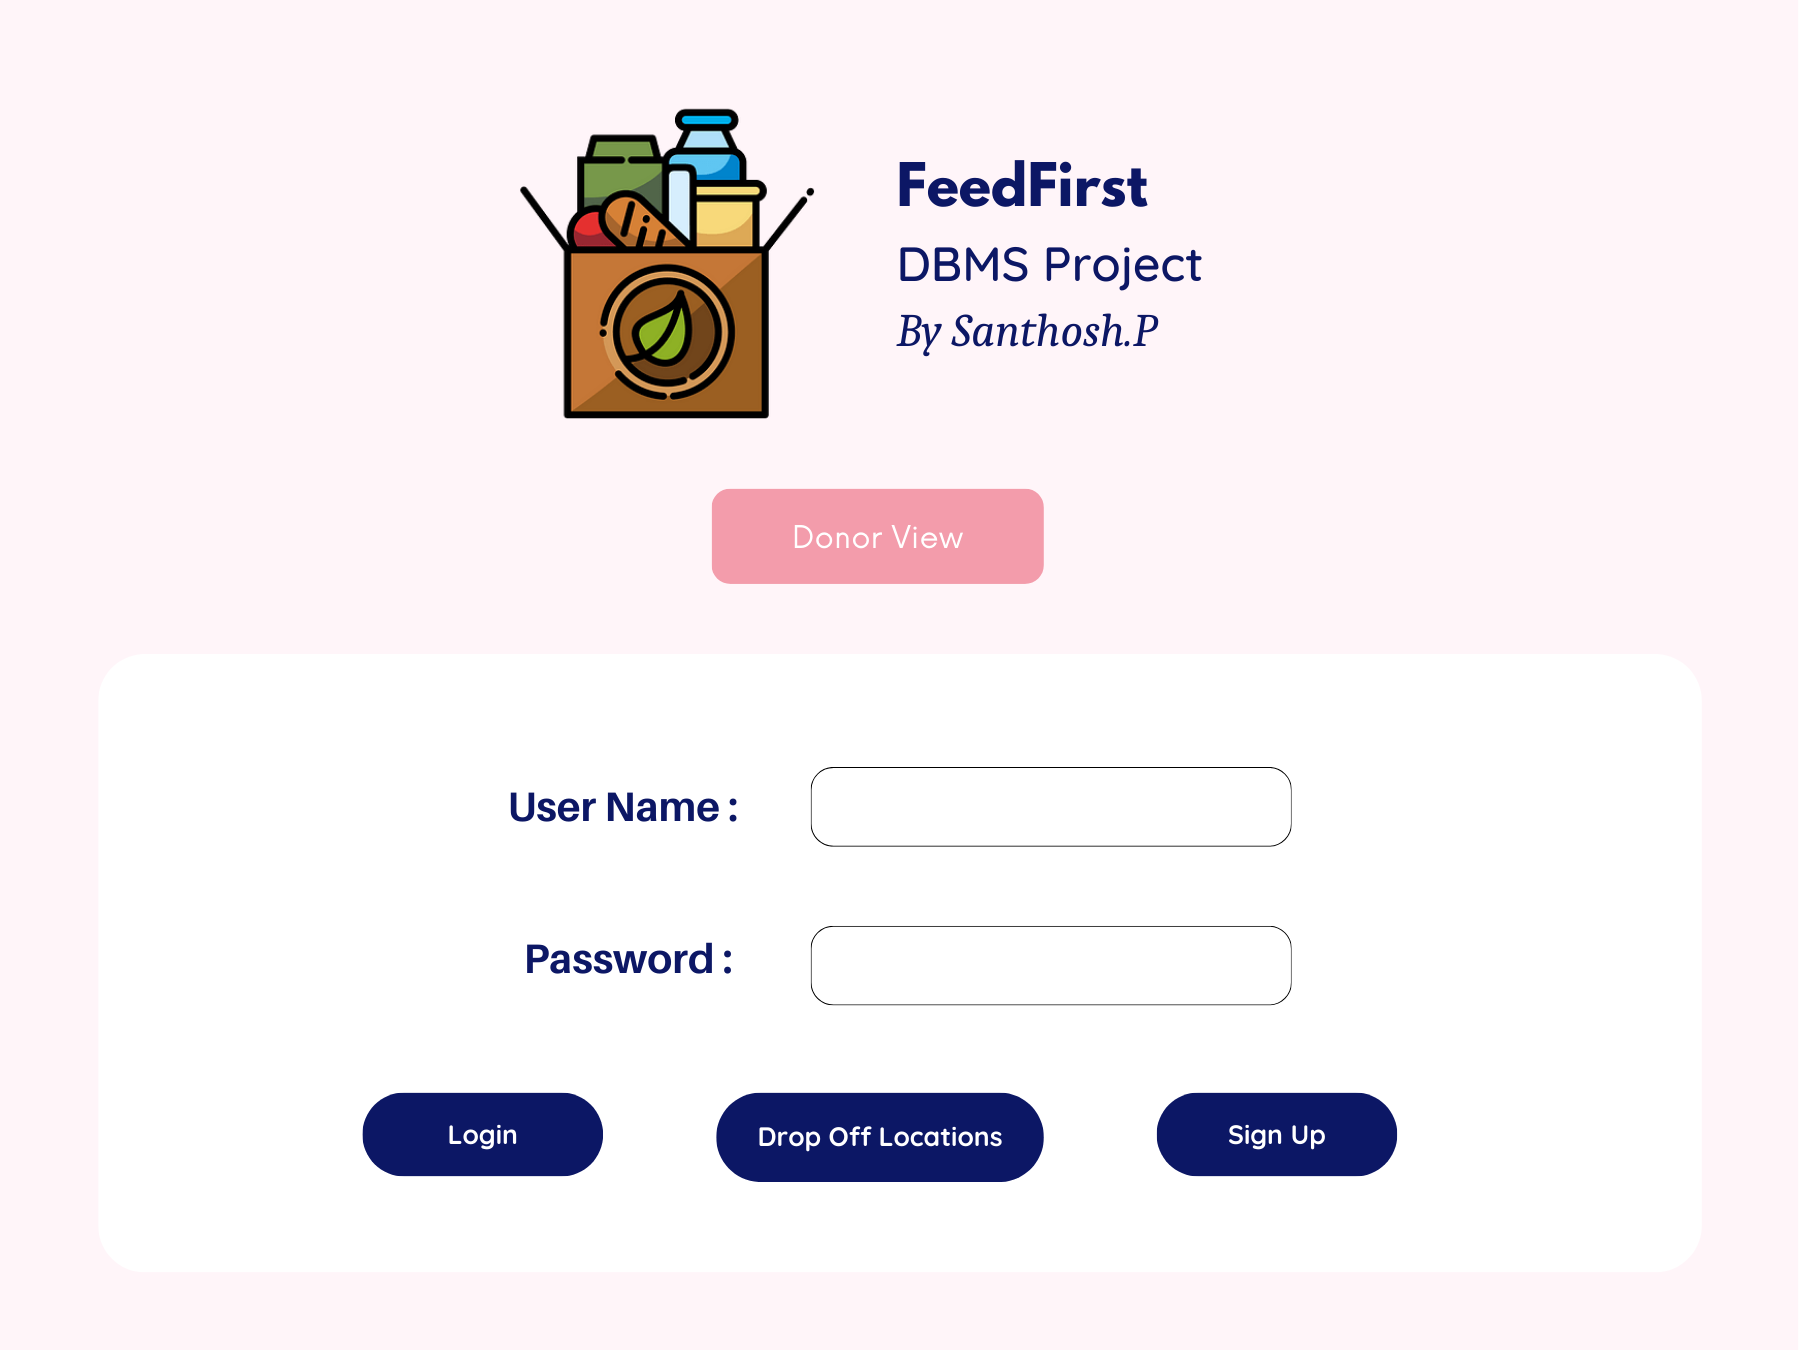 FeedFirst
DBMS Project
By Santhosh.P
Donor View
User Name :
Password :
Login
Drop Off Locations
Sign Up